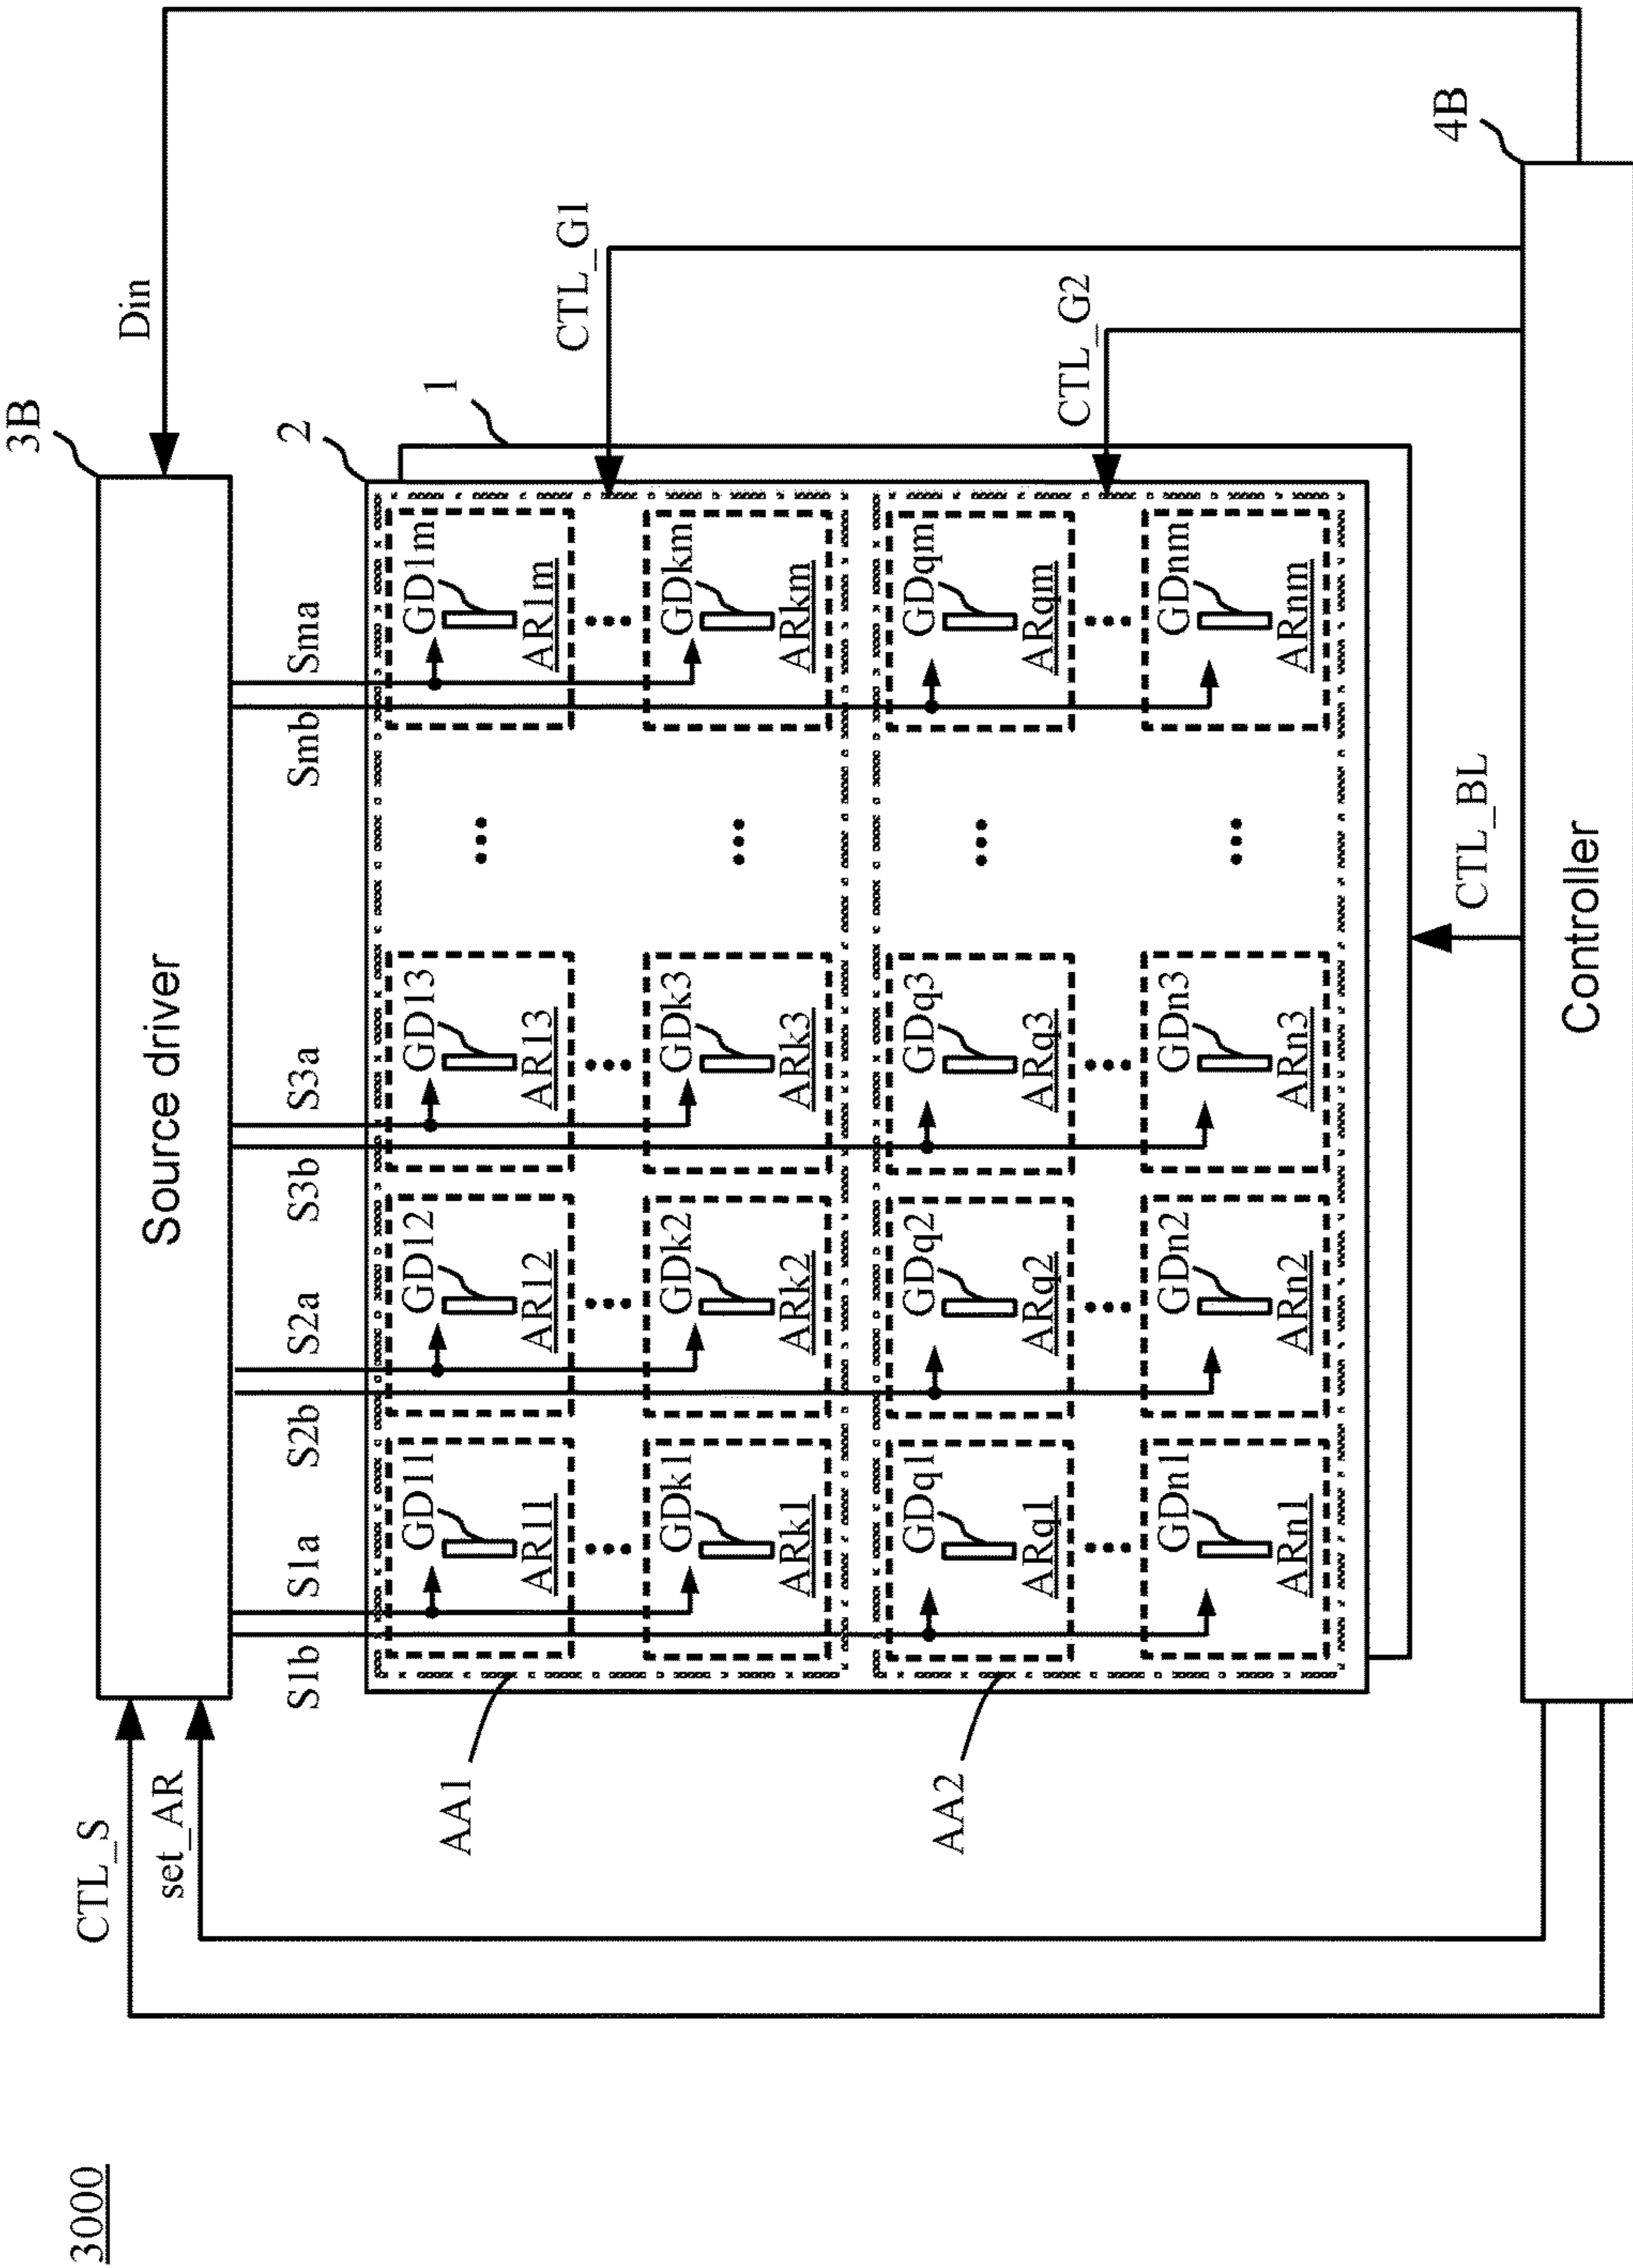 3000
CTL_S
set_AR
Source driver
3B
Din
S1b
S1a
S2b
S2a
S3b
S3a
Smb
Sma
2
1
AA1
GD11
AR11
GD12
AR12
GD13
AR13
GD1m
AR1m
CTL_G1
GDk1
ARk1
GDk2
ARk2
GDk3
ARk3
GDkm
ARkm
AA2
GDq1
ARq1
GDq2
ARq2
GDq3
ARq3
GDqm
ARqm
CTL_G2
GDn1
ARn1
GDn2
ARn2
GDn3
ARn3
GDnm
ARnm
CTL_BL
4B
Controller